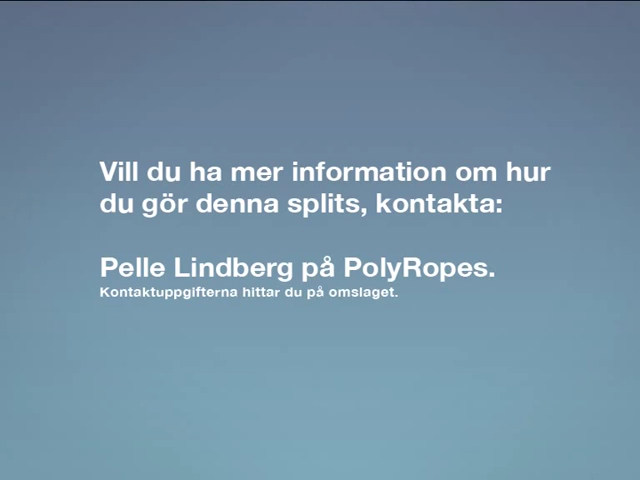 Vill du ha mer information om hur
du gör denna splits, kontakta:
Pelle Lindberg på PolyRopes.
Kontaktuppgifterna hittar du på omslaget.